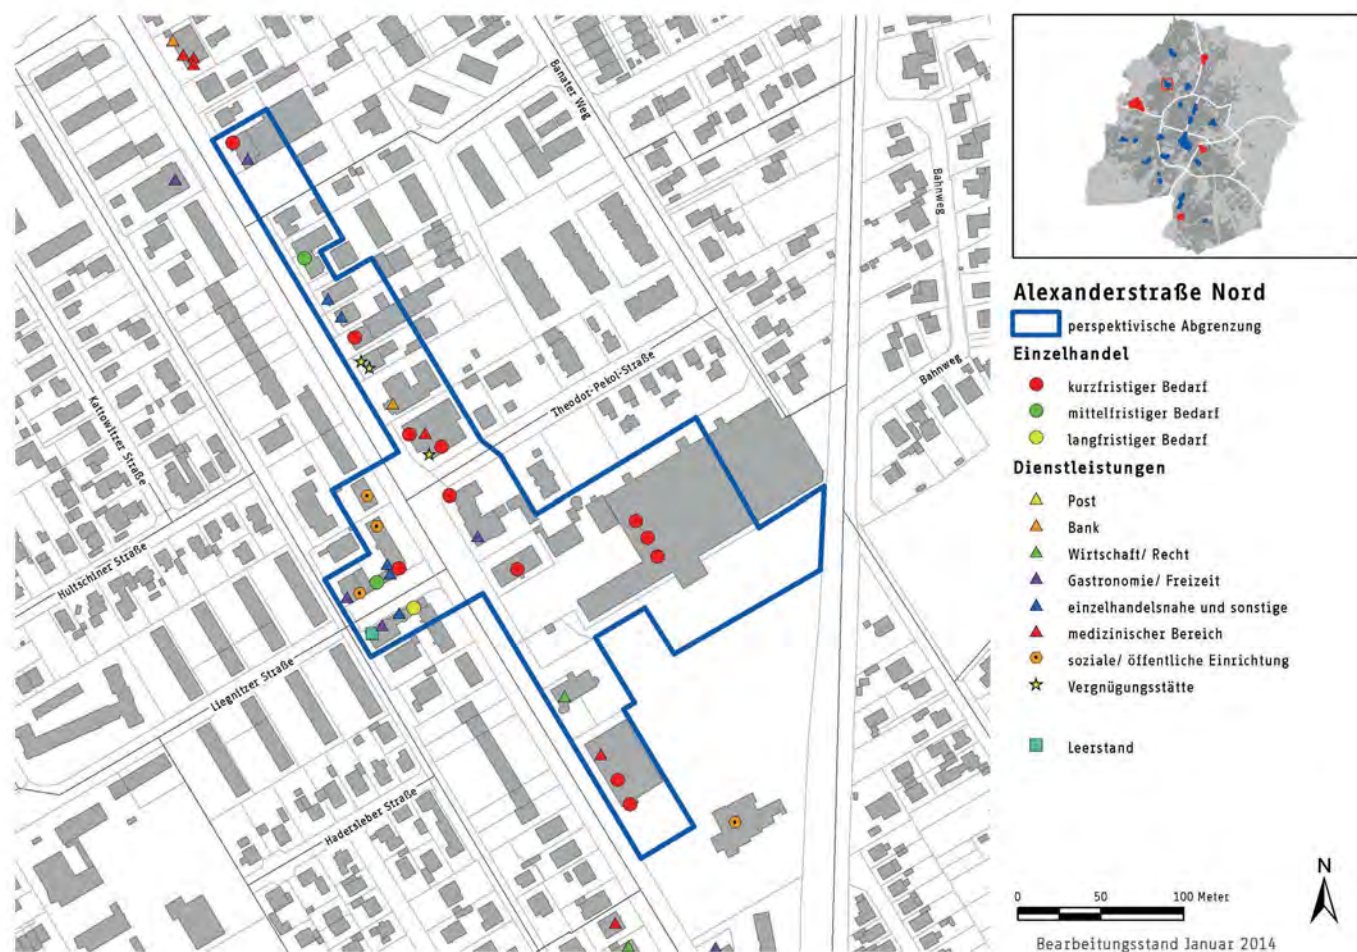 Banater Weg
Bahnweg
Bahnweg
Theodor-Pekol-Straße
Kattowitzer Straße
Hultschiner Straße
Liegnitzer Straße
Hadersleber Straße
Alexanderstraße Nord
perspektivische Abgrenzung
Einzelhandel
kurzfristiger Bedarf
mittelfristiger Bedarf
langfristiger Bedarf
Dienstleistungen
Post
Bank
Wirtschaft/ Recht
Gastronomie/ Freizeit
einzelhandelsnahe und sonstige
medizinischer Bereich
soziale/ öffentliche Einrichtung
Vergnügungsstätte
Leerstand
N
0 50 100 Meter
Bearbeitungsstand Januar 2014